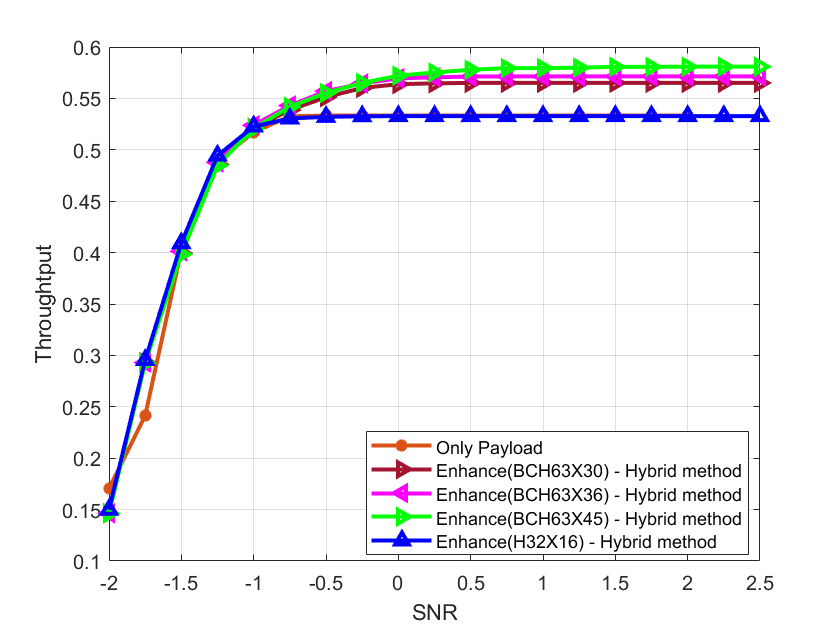 0.6
0.55
0.5
0.45
0.4
0.35
0.3
0.25
0.2
0.15
0.1
Throughtput
Only Payload
Enhance(BCH63X30) - Hybrid method
Enhance(BCH63X36) - Hybrid method
Enhance(BCH63X45) - Hybrid method
Enhance(H32X16) - Hybrid method
-2 -1.5 -1 -0.5 0 0.5 1 1.5 2 2.5
SNR